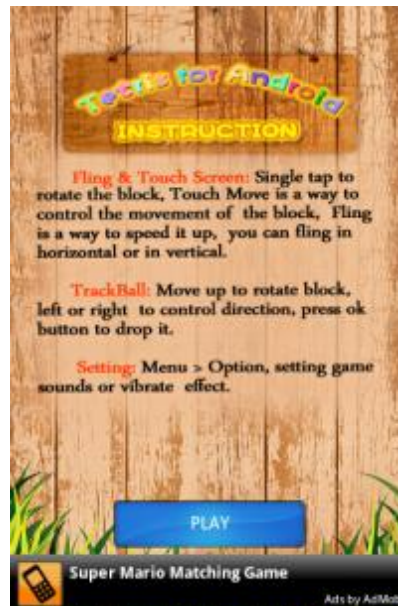 Tetris for Android
INSTRUCTION
Fling & Touch Screen: Single tap to
rotate the block, Touch Move is a way to
control the movement of the block, Fling
is a way to speed it up, you can fling in
horizontal or in vertical.
TrackBall: Move up to rotate block,
left or right to control direction, press ok
button to drop it.
Setting: Menu > Option, setting game
sounds or vibrate effect.
PLAY
Super Mario Matching Game
Ads by AdMob